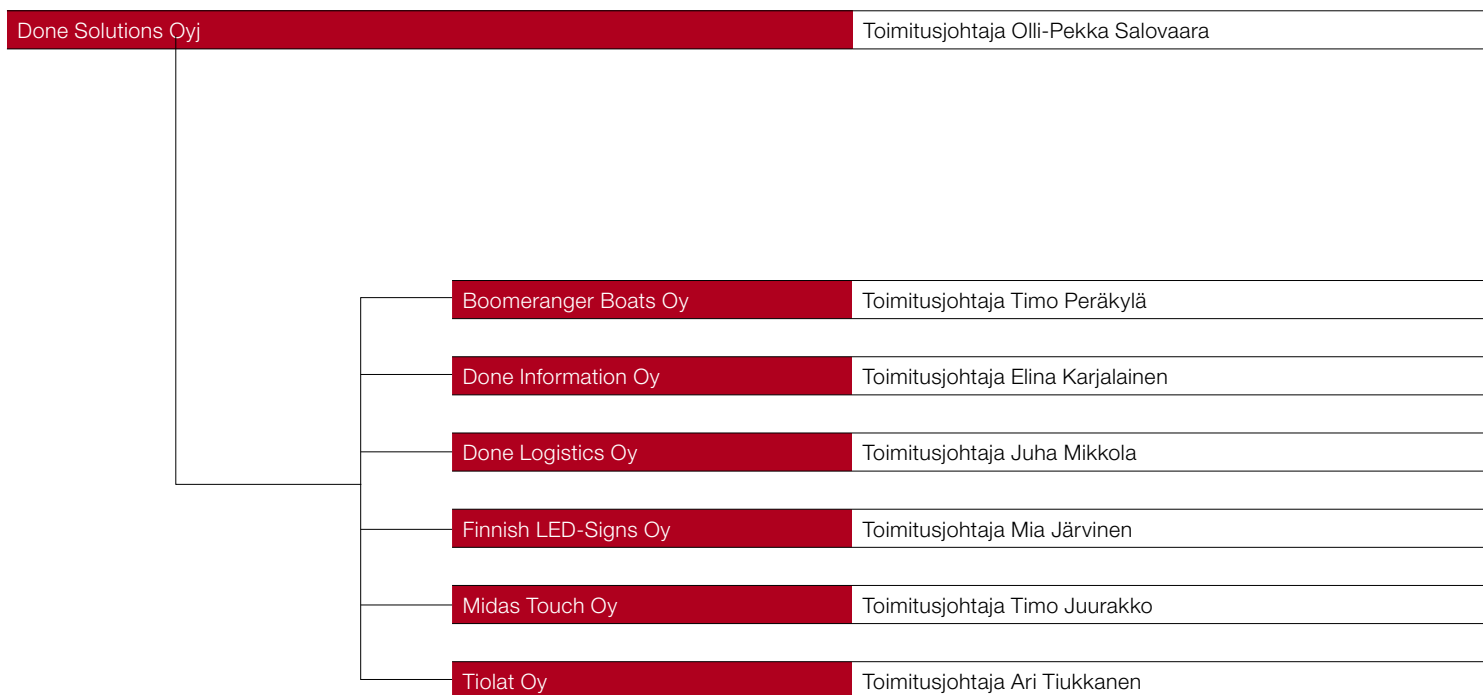 Done Solutions Oyj Toimitusjohtaja Olli-Pekka Salovaara
Boomeranger Boats Oy Toimitusjohtaja Timo Peräkylä
Done Information Oy Toimitusjohtaja Elina Karjalainen
Done Logistics Oy Toimitusjohtaja Juha Mikkola
Finnish LED-Signs Oy Toimitusjohtaja Mia Järvinen
Midas Touch Oy Toimitusjohtaja Timo Juurakko
Tiolat Oy Toimitusjohtaja Ari Tiukkanen